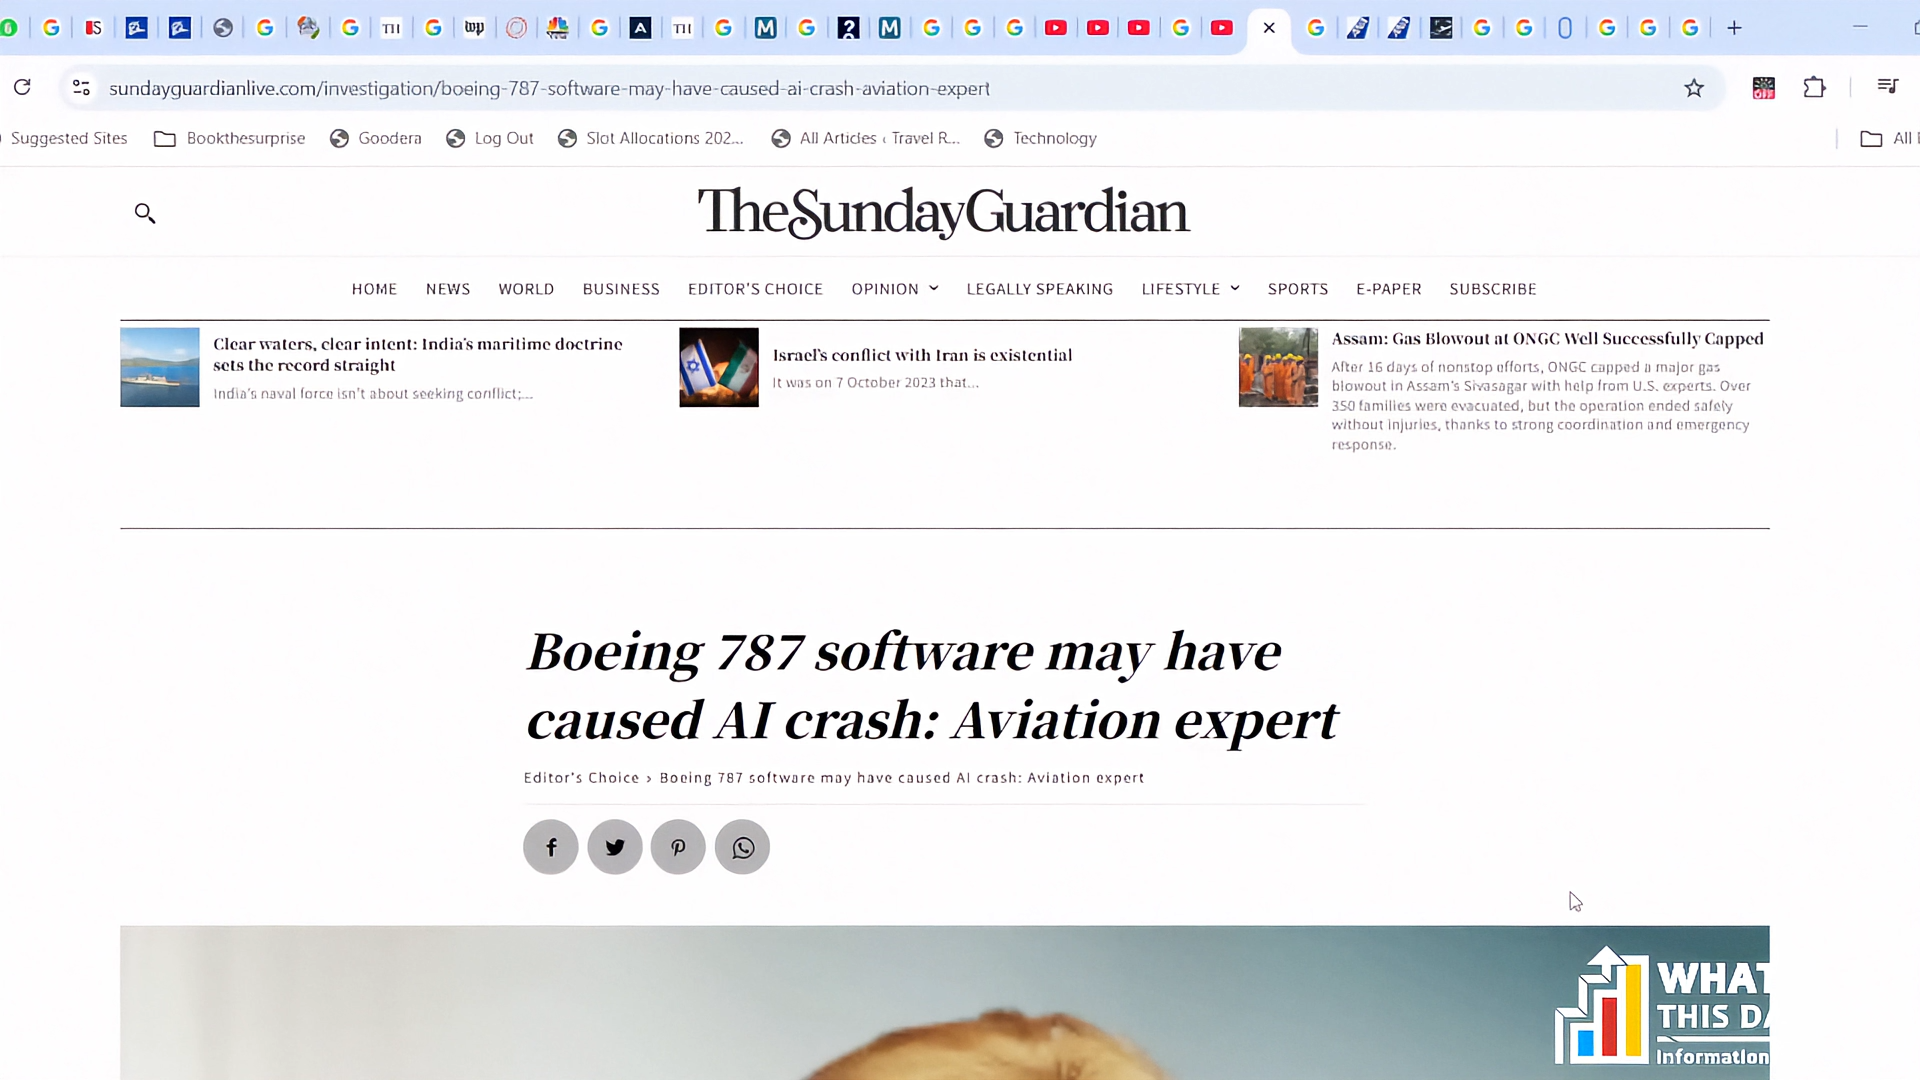 sundayguardianlive.com/investigation/boeing-787-software-may-have-caused-ai-crash-aviation-expert
Suggested Sites
Bookthesurprise
Goodera
Log Out
Slot Allocations 202...
All Articles ‹ Travel R...
Technology
All
TheSundayGuardian
HOME NEWS WORLD BUSINESS EDITOR'S CHOICE OPINION LEGALLY SPEAKING LIFESTYLE SPORTS E-PAPER SUBSCRIBE
Clear waters, clear intent: India's maritime doctrine
sets the record straight
India's naval force isn't about seeking conflict;...
Israel's conflict with Iran is existential
It was on 7 October 2023 that...
Assam: Gas Blowout at ONGC Well Successfully Capped
After 16 days of nonstop efforts, ONGC capped a major gas
blowout in Assam's Sivasagar with help from U.S. experts. Over
350 families were evacuated, but the operation ended safely
without injuries, thanks to strong coordination and emergency
response.
Boeing 787 software may have
caused AI crash: Aviation expert
Editor's Choice › Boeing 787 software may have caused AI crash: Aviation expert
WHAT
THIS DA
Information